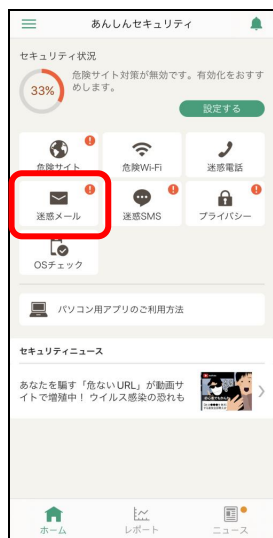 あんしんセキュリティ
セキュリティ状況
33%
危険サイト対策が無効です。有効化をおすす
めします。
設定する
危険サイト
危険Wi-Fi
迷惑電話
迷惑メール
迷惑SMS
プライバシー
OSチェック
パソコン用アプリのご利用方法
セキュリティニュース
あなたを騙す「危ないURL」が動画サ
イトで増殖中！ ウイルス感染の恐れも
ホーム
レポート
ニュース